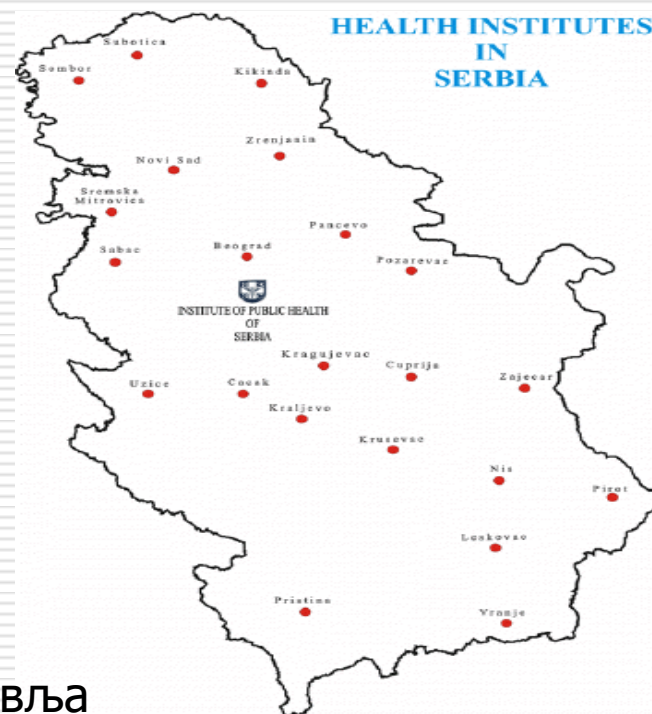 HEALTH INSTITUTES
IN
SERBIA
Subotica
Sombor
Kikinda
Zrenjanin
Novi Sad
Sremska
Mitrovica
Pancevo
Sabac
Beograd
Pozarevac
INSTITUTE OF PUBLIC HEALTH
OF
SERBIA
Kragujevac
Cuprija
Uzice
Cacak
Zajecar
Kraljevo
Krusevac
Nis
Pirot
Leskovac
Pristina
Vranje
вља